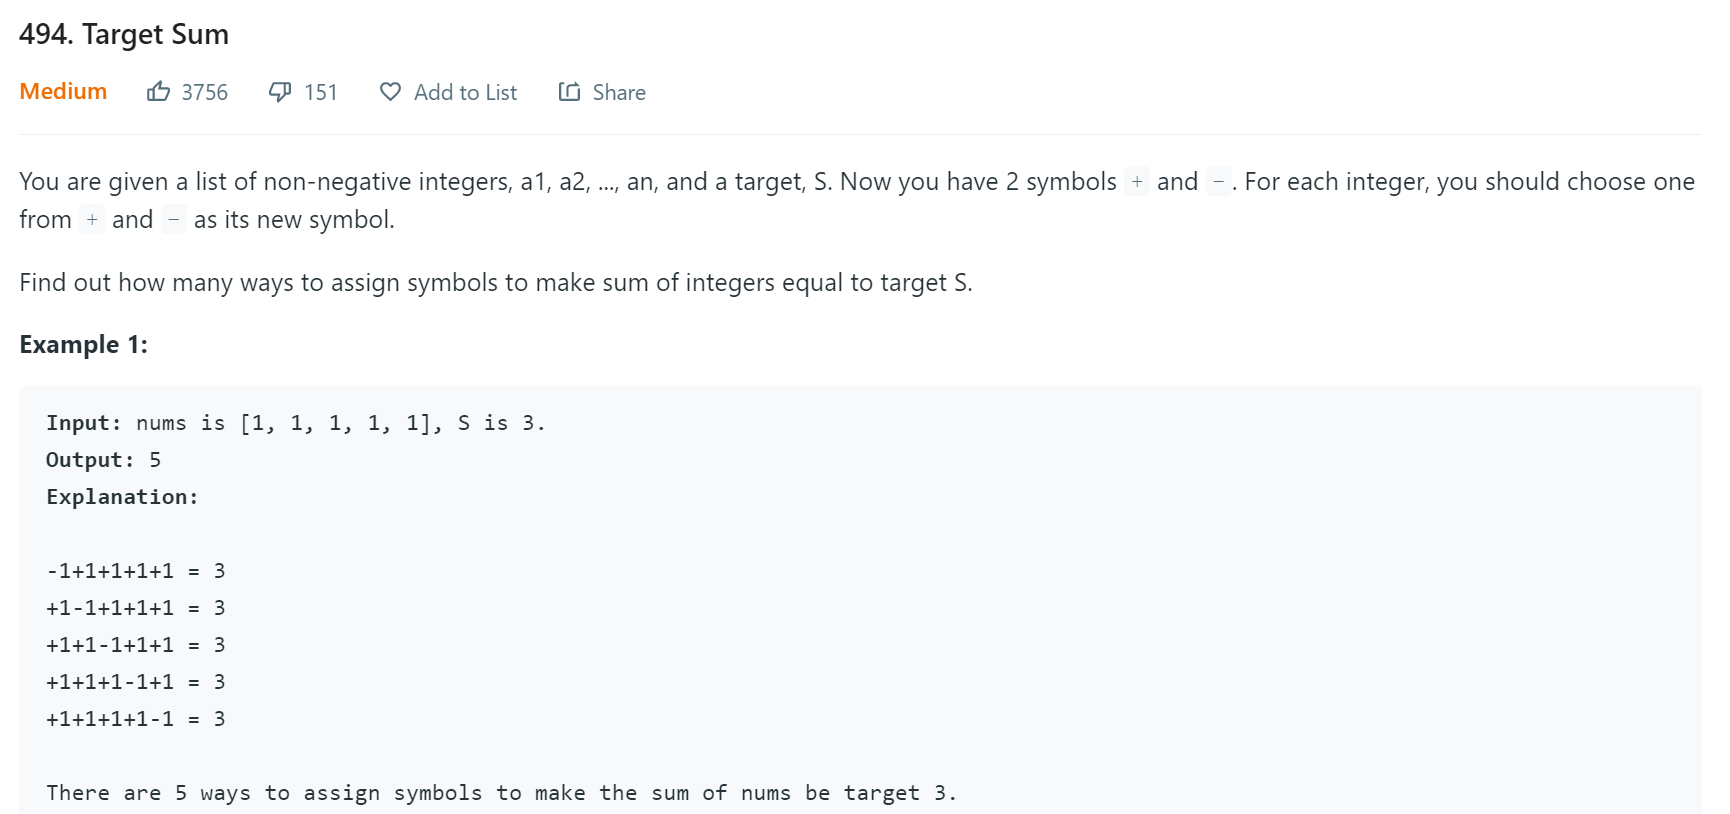 494. Target Sum
Medium 3756 151 Add to List Share
You are given a list of non-negative integers, a1, a2, ..., an, and a target, S. Now you have 2 symbols + and - . For each integer, you should choose one
from + and - as its new symbol.
Find out how many ways to assign symbols to make sum of integers equal to target S.
Example 1:
Input: nums is [1, 1, 1, 1, 1], S is 3.
Output: 5
Explanation:
-1+1+1+1+1 = 3
+1-1+1+1+1 = 3
+1+1-1+1+1 = 3
+1+1+1-1+1 = 3
+1+1+1+1-1 = 3
There are 5 ways to assign symbols to make the sum of nums be target 3.